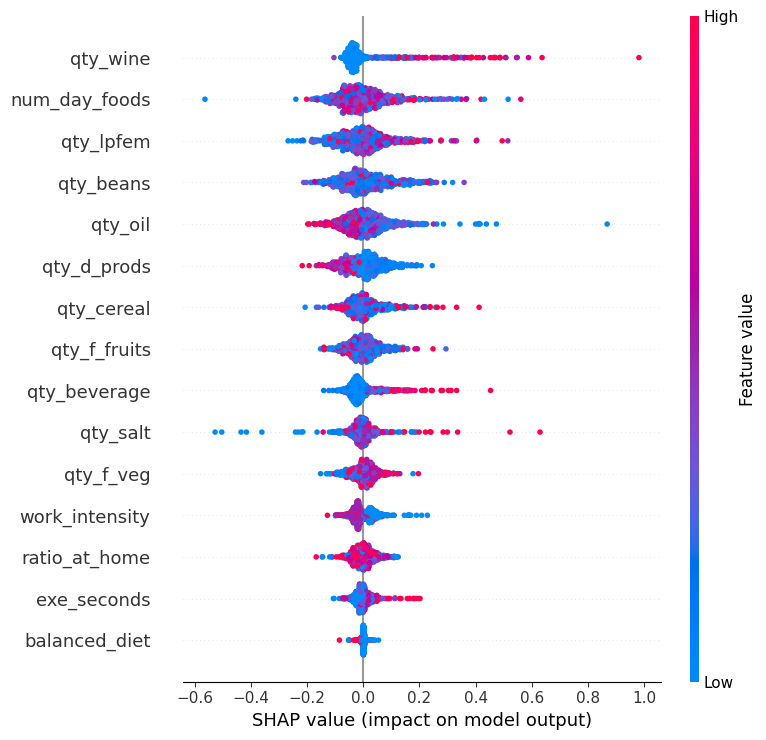 High
qty_wine
num_day_foods
qty_lpfem
qty_beans
qty_oil
qty_d_prods
qty_cereal
qty_f_fruits
qty_beverage
qty_salt
qty_f_veg
work_intensity
ratio_at_home
exe_seconds
balanced_diet
Feature value
Low
−0.6 −0.4 −0.2 0.0 0.2 0.4 0.6 0.8 1.0
SHAP value (impact on model output)